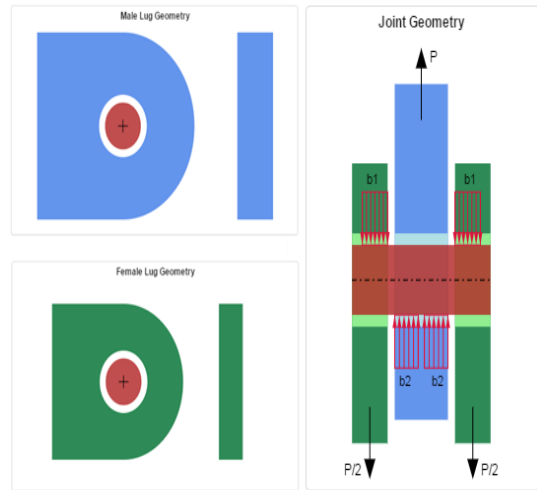 Male Lug Geometry
Female Lug Geometry
Joint Geometry
P
b1
b1
b2
b2
P/2
P/2